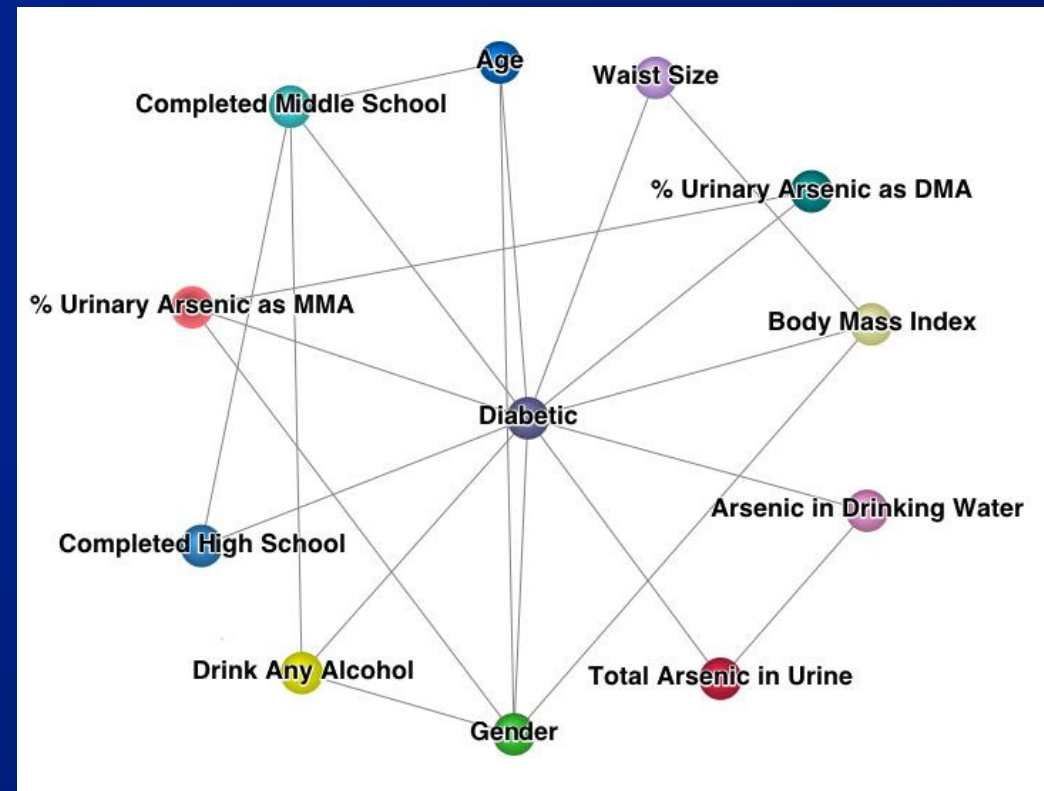 Age
Waist Size
Completed Middle School
% Urinary Arsenic as DMA
% Urinary Arsenic as MMA
Body Mass Index
Diabetic
Arsenic in Drinking Water
Completed High School
Drink Any Alcohol
Total Arsenic in Urine
Gender